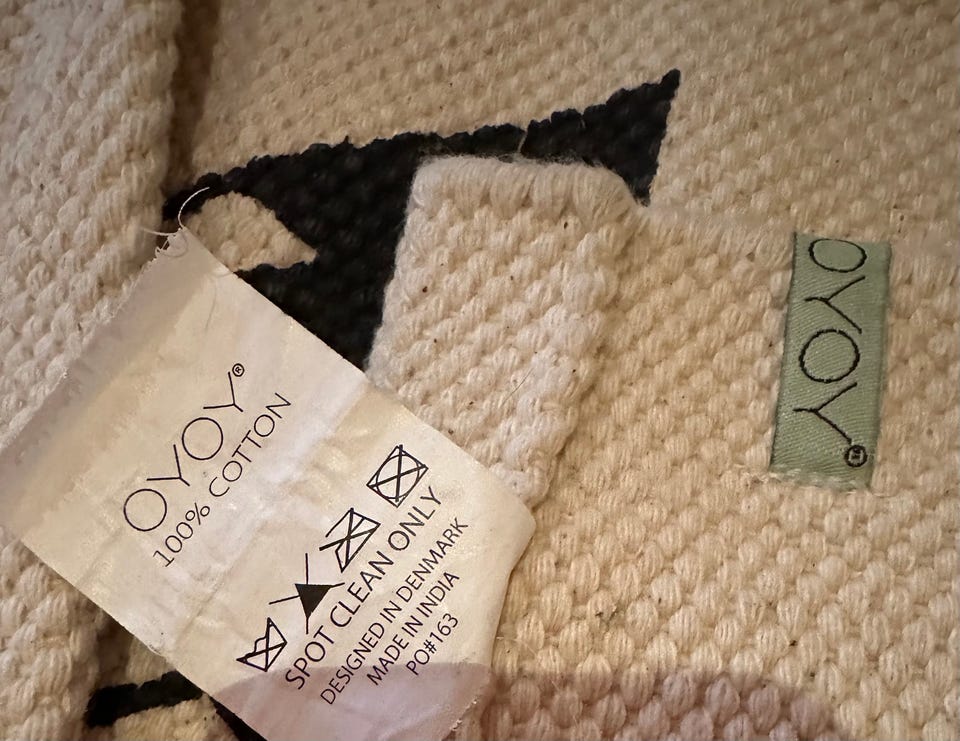 OYOY®
100% COTTON
SPOT CLEAN ONLY
DESIGNED IN DENMARK
MADE IN INDIA
PO#163
OYOY®